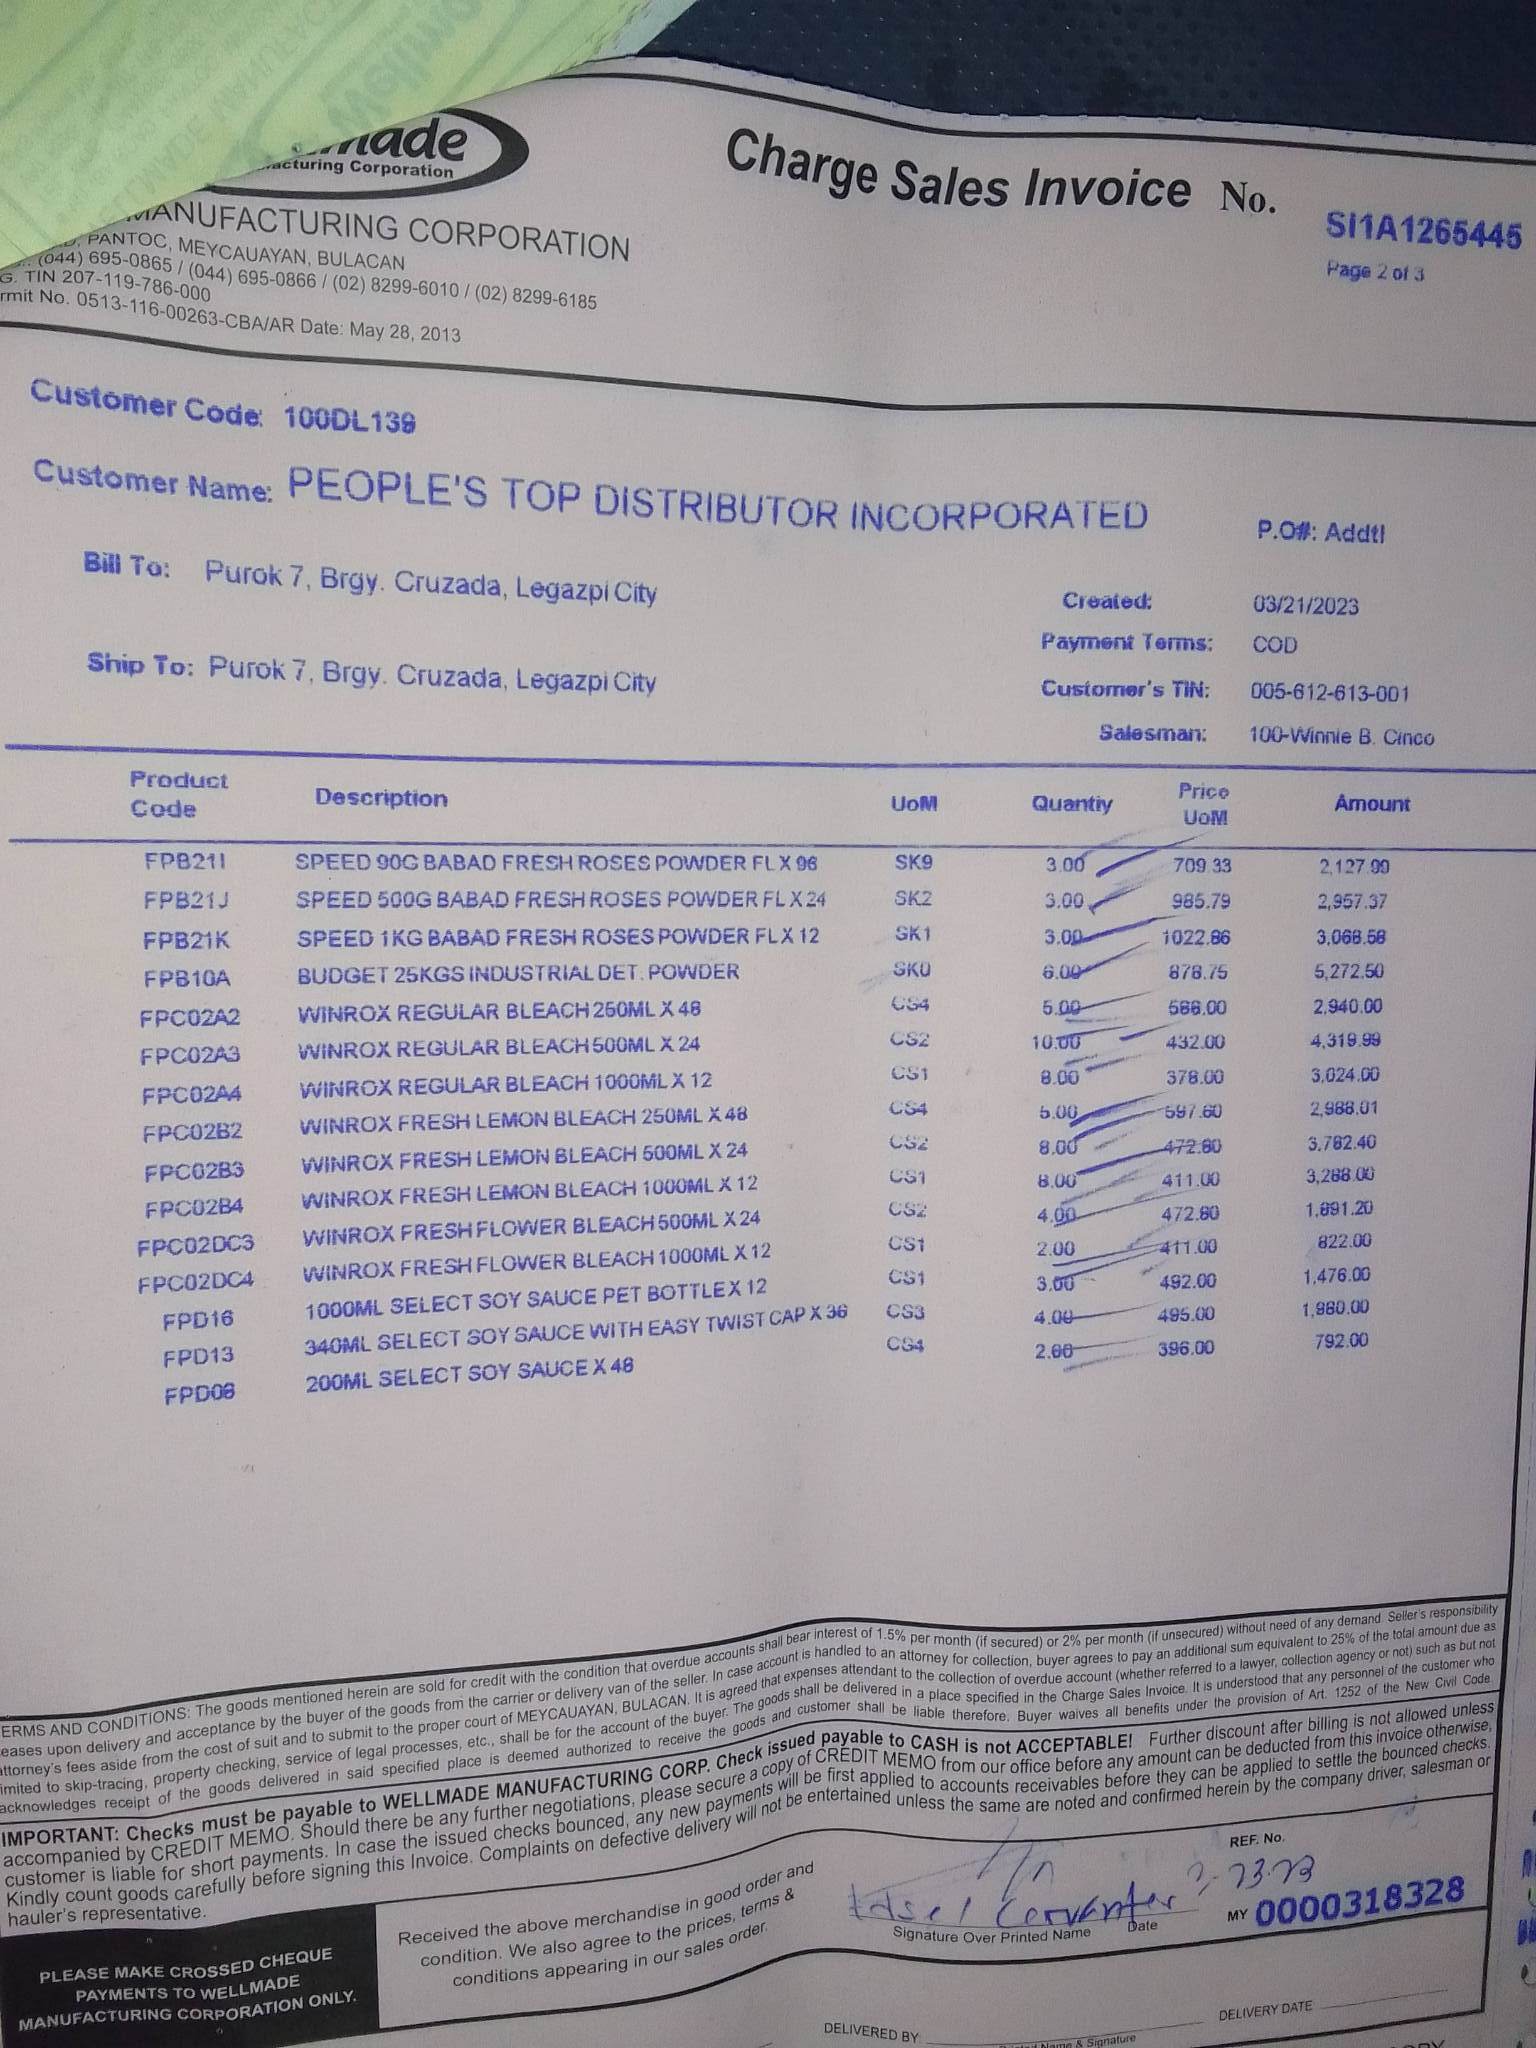 made
acturing Corporation
Charge Sales Invoice No.
SI1A1265445
Page 2 of 3
MANUFACTURING CORPORATION
PANTOC, MEYCAUAYAN, BULACAN
(044) 695-0865 / (044) 695-0866 / (02) 8299-6010 / (02) 8299-6185
G. TIN 207-119-786-000
rmit No. 0513-116-00263-CBA/AR Date: May 28, 2013
Customer Code: 100DL139
Customer Name: PEOPLE'S TOP DISTRIBUTOR INCORPORATED
P.O#: Addtl
Bill To: Purok 7, Brgy. Cruzada, Legazpi City
Created: 03/21/2023
Payment Terms: COD
Ship To: Purok 7, Brgy. Cruzada, Legazpi City
Customer's TIN: 005-612-613-001
Salesman: 100-Winnie B. Cinco
Product Code Description UoM Quantiy Price UoM Amount
FPB21I SPEED 90G BABAD FRESH ROSES POWDER FL X 96 SK9 3.00 709.33 2,127.99
FPB21J SPEED 500G BABAD FRESH ROSES POWDER FL X 24 SK2 3.00 985.79 2,957.37
FPB21K SPEED 1KG BABAD FRESH ROSES POWDER FL X 12 SK1 3.00 1022.86 3,068.58
FPB10A BUDGET 25KGS INDUSTRIAL DET. POWDER SK0 6.00 878.75 5,272.50
FPC02A2 WINROX REGULAR BLEACH 250ML X 48 CS4 5.00 588.00 2,940.00
FPC02A3 WINROX REGULAR BLEACH 500ML X 24 CS2 10.00 432.00 4,319.99
FPC02A4 WINROX REGULAR BLEACH 1000ML X 12 CS1 8.00 378.00 3,024.00
FPC02B2 WINROX FRESH LEMON BLEACH 250ML X 48 CS4 5.00 597.60 2,988.01
FPC02B3 WINROX FRESH LEMON BLEACH 500ML X 24 CS2 8.00 472.80 3,782.40
FPC02B4 WINROX FRESH LEMON BLEACH 1000ML X 12 CS1 8.00 411.00 3,288.00
FPC02DC3 WINROX FRESH FLOWER BLEACH 500ML X 24 CS2 4.00 472.80 1,891.20
FPC02DC4 WINROX FRESH FLOWER BLEACH 1000ML X 12 CS1 2.00 411.00 822.00
FPD16 1000ML SELECT SOY SAUCE PET BOTTLE X 12 CS1 3.00 492.00 1,476.00
FPD13 340ML SELECT SOY SAUCE WITH EASY TWIST CAP X 36 CS3 4.00 495.00 1,980.00
FPD08 200ML SELECT SOY SAUCE X 48 CS4 2.00 396.00 792.00
ERMS AND CONDITIONS: The goods mentioned herein are sold for credit with the condition that overdue accounts shall bear interest of 1.5% per month (if secured) or 2% per month (if unsecured) without need of any demand. Seller's responsibility
eases upon delivery and acceptance by the buyer of the goods from the carrier or delivery van of the seller. In case account is handled to an attorney for collection, buyer agrees to pay an additional sum equivalent to 25% of the total amount due as
attorney's fees aside from the cost of suit and to submit to the proper court of MEYCAUAYAN, BULACAN. It is agreed that expenses attendant to the collection of overdue account (whether referred to a lawyer, collection agency or not) such as but not
imited to skip-tracing, property checking, service of legal processes, etc., shall be for the account of the buyer. The goods shall be delivered in a place specified in the Charge Sales Invoice. It is understood that any personnel of the customer who
acknowledges receipt of the goods delivered in said specified place is deemed authorized to receive the goods and customer shall be liable therefore. Buyer waives all benefits under the provision of Art. 1252 of the New Civil Code.
IMPORTANT: Checks must be payable to WELLMADE MANUFACTURING CORP. Check issued payable to CASH is not ACCEPTABLE! Further discount after billing is not allowed unless
accompanied by CREDIT MEMO. Should there be any further negotiations, please secure a copy of CREDIT MEMO from our office before any amount can be deducted from this invoice otherwise,
customer is liable for short payments. In case the issued checks bounced, any new payments will be first applied to accounts receivables before they can be applied to settle the bounced checks.
Kindly count goods carefully before signing this Invoice. Complaints on defective delivery will not be entertained unless the same are noted and confirmed herein by the company driver, salesman or
hauler's representative.
PLEASE MAKE CROSSED CHEQUE
PAYMENTS TO WELLMADE
MANUFACTURING CORPORATION ONLY.
Received the above merchandise in good order and
condition. We also agree to the prices, terms &
conditions appearing in our sales order.
Edsel Cervantes 3-23-23
Signature Over Printed Name Date
REF. No.
MY 0000318328
DELIVERED BY:
Name & Signature
DELIVERY DATE